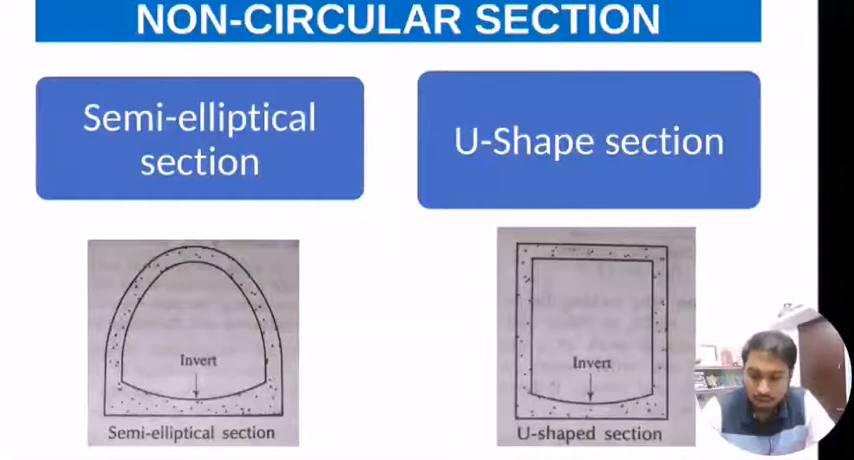 NON-CIRCULAR SECTION
Semi-elliptical
section
U-Shape section
Invert
Semi-elliptical section
Invert
U-shaped section